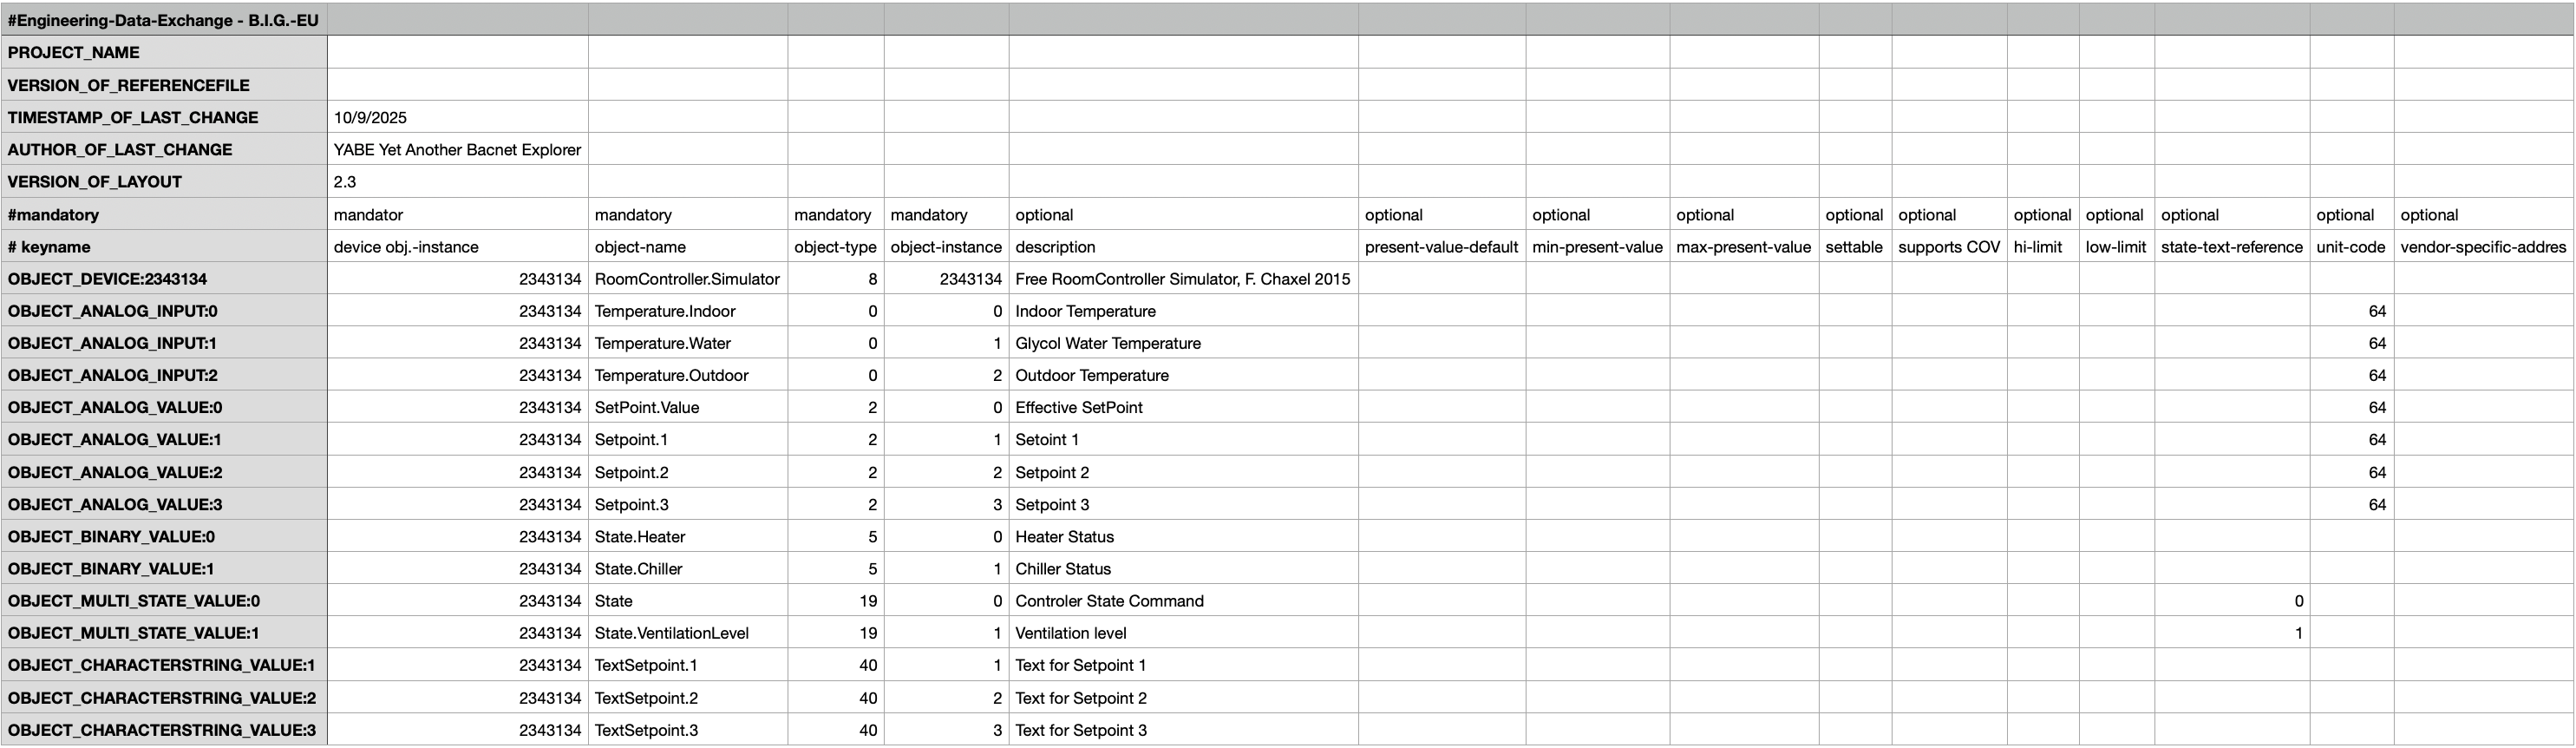 #Engineering-Data-Exchange - B.I.G.-EU
PROJECT_NAME
VERSION_OF_REFERENCEFILE
TIMESTAMP_OF_LAST_CHANGE 10/9/2025
AUTHOR_OF_LAST_CHANGE YABE Yet Another Bacnet Explorer
VERSION_OF_LAYOUT 2.3
#mandatory mandator mandatory mandatory mandatory optional optional optional optional optional optional optional optional optional optional optional
# keyname device obj.-instance object-name object-type object-instance description present-value-default min-present-value max-present-value settable supports COV hi-limit low-limit state-text-reference unit-code vendor-specific-addres
OBJECT_DEVICE:2343134 2343134 RoomController.Simulator 8 2343134 Free RoomController Simulator, F. Chaxel 2015
OBJECT_ANALOG_INPUT:0 2343134 Temperature.Indoor 0 0 Indoor Temperature 64
OBJECT_ANALOG_INPUT:1 2343134 Temperature.Water 0 1 Glycol Water Temperature 64
OBJECT_ANALOG_INPUT:2 2343134 Temperature.Outdoor 0 2 Outdoor Temperature 64
OBJECT_ANALOG_VALUE:0 2343134 SetPoint.Value 2 0 Effective SetPoint 64
OBJECT_ANALOG_VALUE:1 2343134 Setpoint.1 2 1 Setoint 1 64
OBJECT_ANALOG_VALUE:2 2343134 Setpoint.2 2 2 Setpoint 2 64
OBJECT_ANALOG_VALUE:3 2343134 Setpoint.3 2 3 Setpoint 3 64
OBJECT_BINARY_VALUE:0 2343134 State.Heater 5 0 Heater Status
OBJECT_BINARY_VALUE:1 2343134 State.Chiller 5 1 Chiller Status
OBJECT_MULTI_STATE_VALUE:0 2343134 State 19 0 Controler State Command 0
OBJECT_MULTI_STATE_VALUE:1 2343134 State.VentilationLevel 19 1 Ventilation level 1
OBJECT_CHARACTERSTRING_VALUE:1 2343134 TextSetpoint.1 40 1 Text for Setpoint 1
OBJECT_CHARACTERSTRING_VALUE:2 2343134 TextSetpoint.2 40 2 Text for Setpoint 2
OBJECT_CHARACTERSTRING_VALUE:3 2343134 TextSetpoint.3 40 3 Text for Setpoint 3